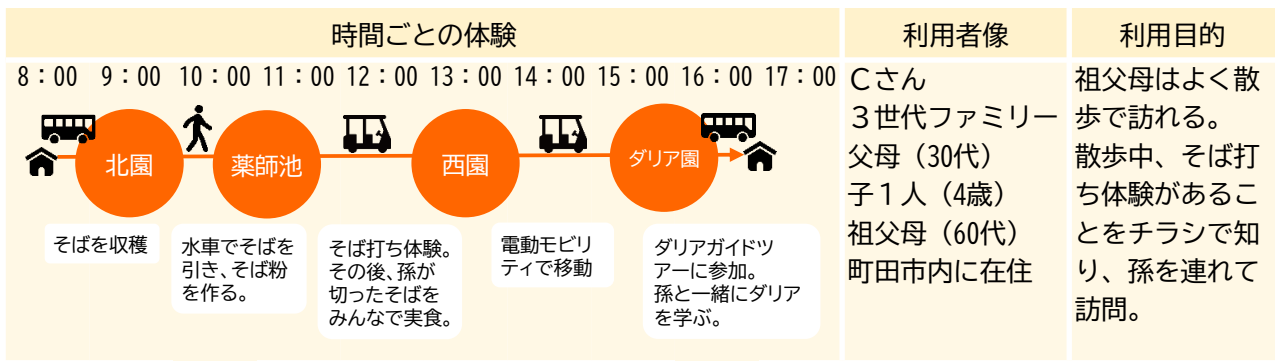 時間ごとの体験
利用者像
利用目的
8：00 9：00 10：00 11：00 12：00 13：00 14：00 15：00 16：00 17：00
北園
薬師池
西園
ダリア園
そばを収穫
水車でそばを
引き、そば粉
を作る。
そば打ち体験。
その後、孫が
切ったそばを
みんなで実食。
電動モビリ
ティで移動
ダリアガイドツ
アーに参加。
孫と一緒にダリア
を学ぶ。
Ｃさん
３世代ファミリー
父母（30代）
子１人（4歳）
祖父母（60代）
町田市内に在住
祖父母はよく散
歩で訪れる。
散歩中、そば打
ち体験があるこ
とをチラシで知
り、孫を連れて
訪問。